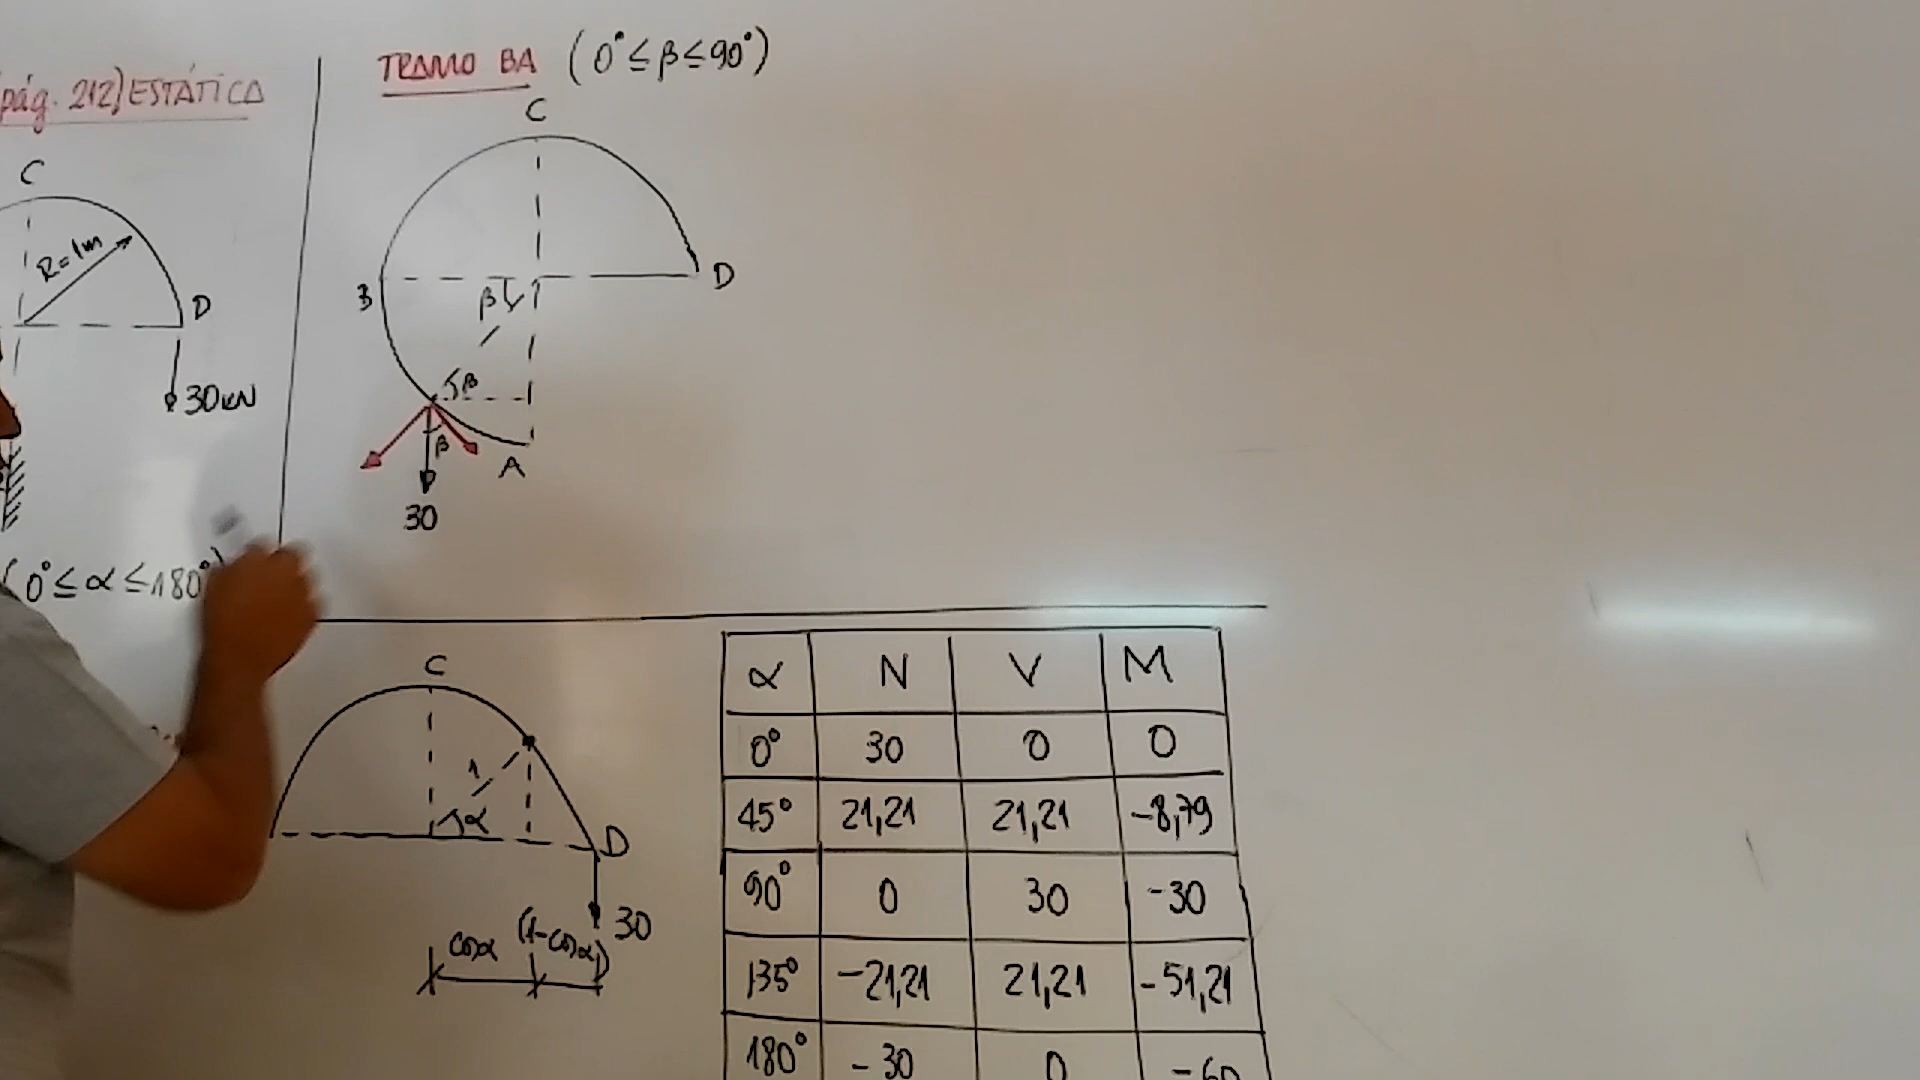 pág. 212) ESTÁTICA
C
R=1m
D
30kN
(0°≤α≤180°)
TRAMO BA (0°≤β≤90°)
C
B
D
β
β
β
A
30
C
1
α
D
30
cosα (1-cosα)
α N V M
0° 30 0 0
45° 21,21 21,21 -8,79
90° 0 30 -30
135° -21,21 21,21 -51,21
180° -30 0 -60